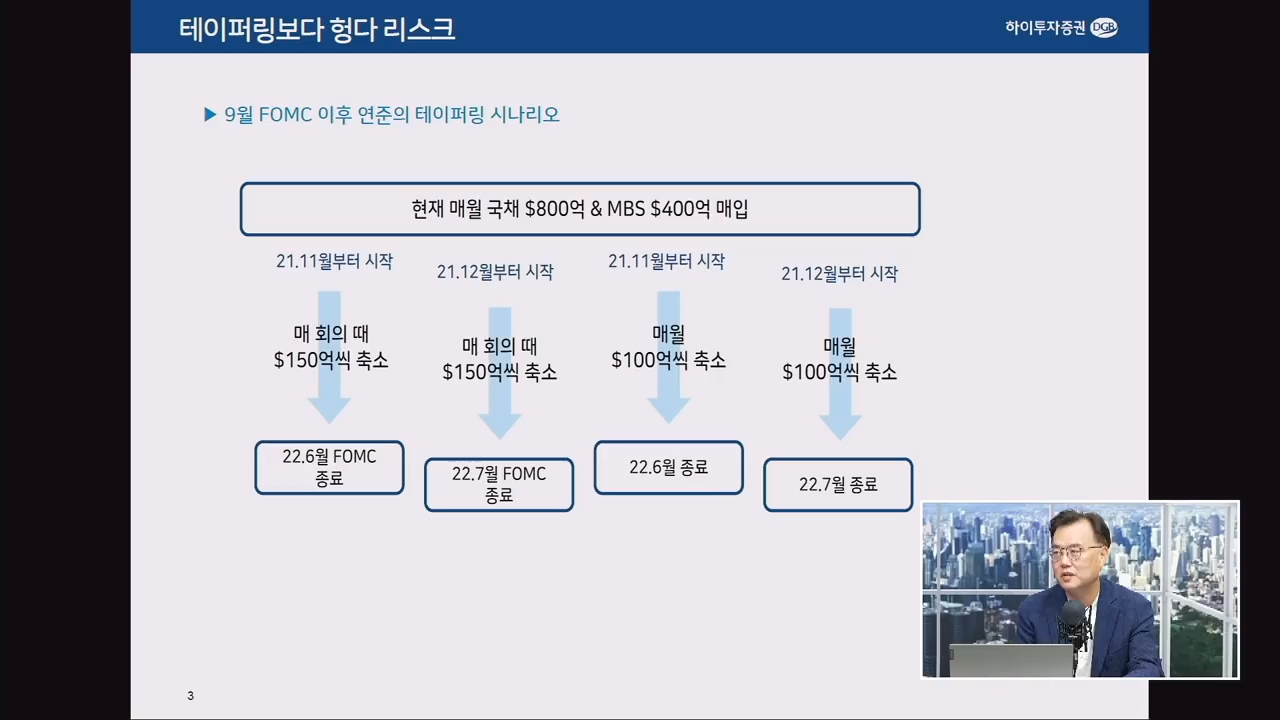 테이퍼링보다 헝다 리스크
하이투자증권 DGB
▶ 9월 FOMC 이후 연준의 테이퍼링 시나리오
현재 매월 국채 $800억 & MBS $400억 매입
21.11월부터 시작
매 회의 때
$150억씩 축소
22.6월 FOMC
종료
21.12월부터 시작
매 회의 때
$150억씩 축소
22.7월 FOMC
종료
21.11월부터 시작
매월
$100억씩 축소
22.6월 종료
21.12월부터 시작
매월
$100억씩 축소
22.7월 종료
3